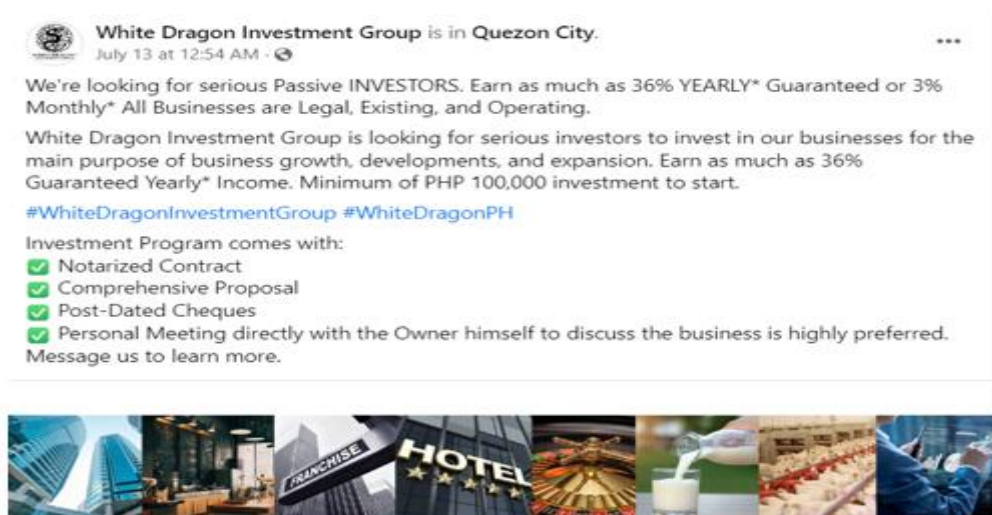 White Dragon Investment Group is in Quezon City.
July 13 at 12:54 AM ·
We're looking for serious Passive INVESTORS. Earn as much as 36% YEARLY* Guaranteed or 3%
Monthly* All Businesses are Legal, Existing, and Operating.
White Dragon Investment Group is looking for serious investors to invest in our businesses for the
main purpose of business growth, developments, and expansion. Earn as much as 36%
Guaranteed Yearly* Income. Minimum of PHP 100,000 investment to start.
#WhiteDragonInvestmentGroup #WhiteDragonPH
Investment Program comes with:
✅ Notarized Contract
✅ Comprehensive Proposal
✅ Post-Dated Cheques
✅ Personal Meeting directly with the Owner himself to discuss the business is highly preferred.
Message us to learn more.
FRANCHISE
HOTEL